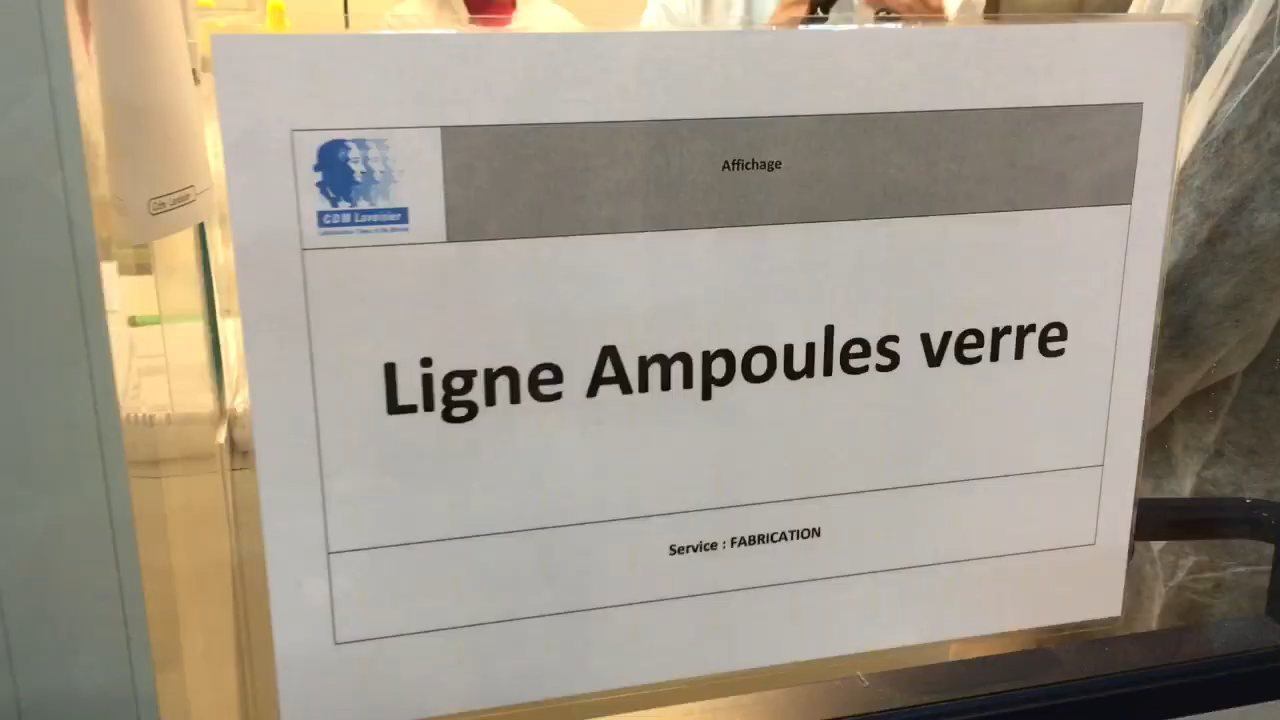 Affichage
CDM Lavoisier
Ligne Ampoules verre
Service : FABRICATION